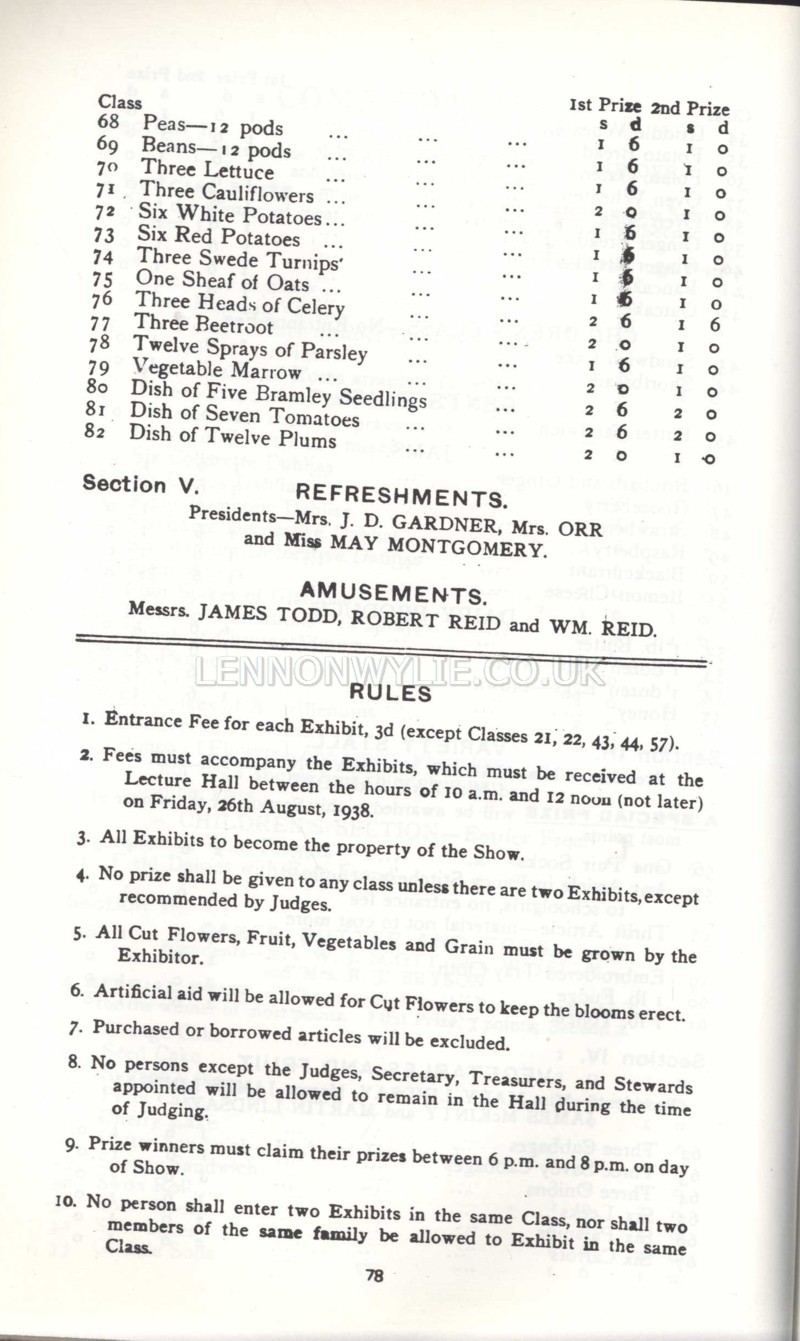 Class 1st Prize 2nd Prize
s d s d
68 Peas—12 pods ... ... ... 1 6 1 0
69 Beans—12 pods ... ... ... 1 6 1 0
70 Three Lettuce ... ... ... 1 6 1 0
71 Three Cauliflowers ... ... ... 2 0 1 0
72 Six White Potatoes... ... ... 1 6 1 0
73 Six Red Potatoes ... ... ... 1 6 1 0
74 Three Swede Turnips ... ... 1 6 1 0
75 One Sheaf of Oats ... ... ... 1 6 1 0
76 Three Heads of Celery ... ... 2 6 1 6
77 Three Beetroot ... ... ... 2 0 1 0
78 Twelve Sprays of Parsley ... ... 1 6 1 0
79 Vegetable Marrow ... ... ... 2 0 1 0
80 Dish of Five Bramley Seedlings ... 2 6 2 0
81 Dish of Seven Tomatoes ... ... 2 6 2 0
82 Dish of Twelve Plums ... ... 2 0 1 0
Section V. REFRESHMENTS.
Presidents—Mrs. J. D. GARDNER, Mrs. ORR
and Miss MAY MONTGOMERY.
AMUSEMENTS.
Messrs. JAMES TODD, ROBERT REID and WM. REID.
LENNONWYLIE.CO.UK
RULES
1. Entrance Fee for each Exhibit, 3d (except Classes 21, 22, 43, 44, 57).
2. Fees must accompany the Exhibits, which must be received at the
Lecture Hall between the hours of 10 a.m. and 12 noon (not later)
on Friday, 26th August, 1938.
3. All Exhibits to become the property of the Show.
4. No prize shall be given to any class unless there are two Exhibits, except
recommended by Judges.
5. All Cut Flowers, Fruit, Vegetables and Grain must be grown by the
Exhibitor.
6. Artificial aid will be allowed for Cut Flowers to keep the blooms erect.
7. Purchased or borrowed articles will be excluded.
8. No persons except the Judges, Secretary, Treasurers, and Stewards
appointed will be allowed to remain in the Hall during the time
of Judging.
9. Prize winners must claim their prizes between 6 p.m. and 8 p.m. on day
of Show.
10. No person shall enter two Exhibits in the same Class, nor shall two
members of the same family be allowed to Exhibit in the same
Class.
78